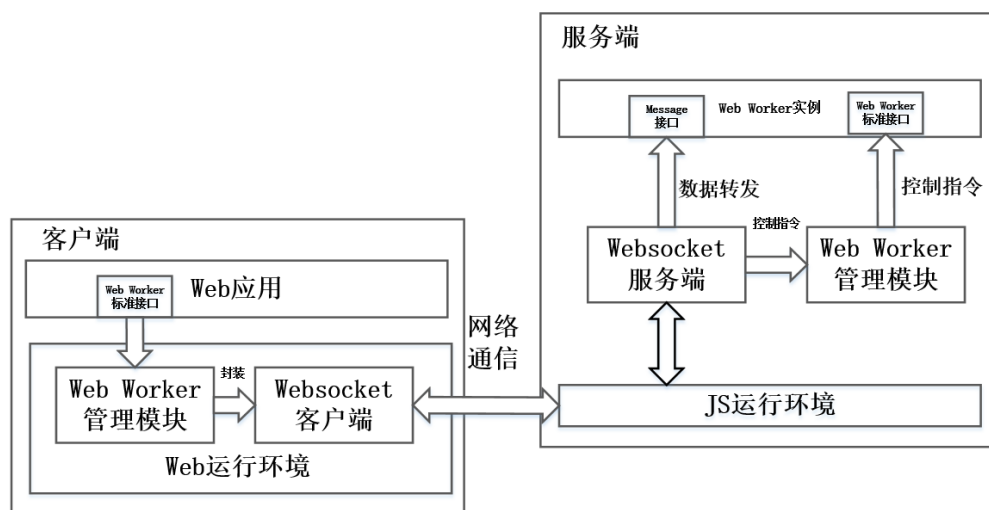 服务端
Message
接口
Web Worker实例
Web Worker
标准接口
数据转发
控制指令
Websocket
服务端
控制指令
Web Worker
管理模块
JS运行环境
客户端
Web Worker
标准接口
Web应用
网络
通信
Web Worker
管理模块
封装
Websocket
客户端
Web运行环境